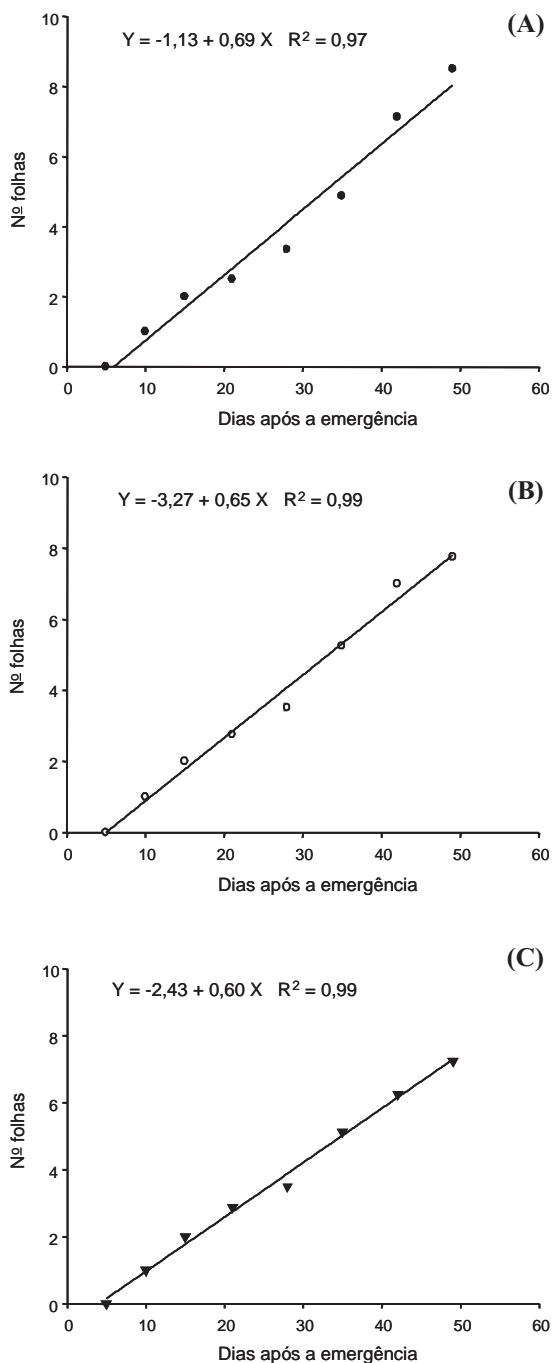 (A)
Y = -1,13 + 0,69 X R² = 0,97
Nº folhas
10
8
6
4
2
0
0 10 20 30 40 50 60
Dias após a emergência
(B)
Y = -3,27 + 0,65 X R² = 0,99
Nº folhas
10
8
6
4
2
0
0 10 20 30 40 50 60
Dias após a emergência
(C)
Y = -2,43 + 0,60 X R² = 0,99
Nº folhas
10
8
6
4
2
0
0 10 20 30 40 50 60
Dias após a emergência